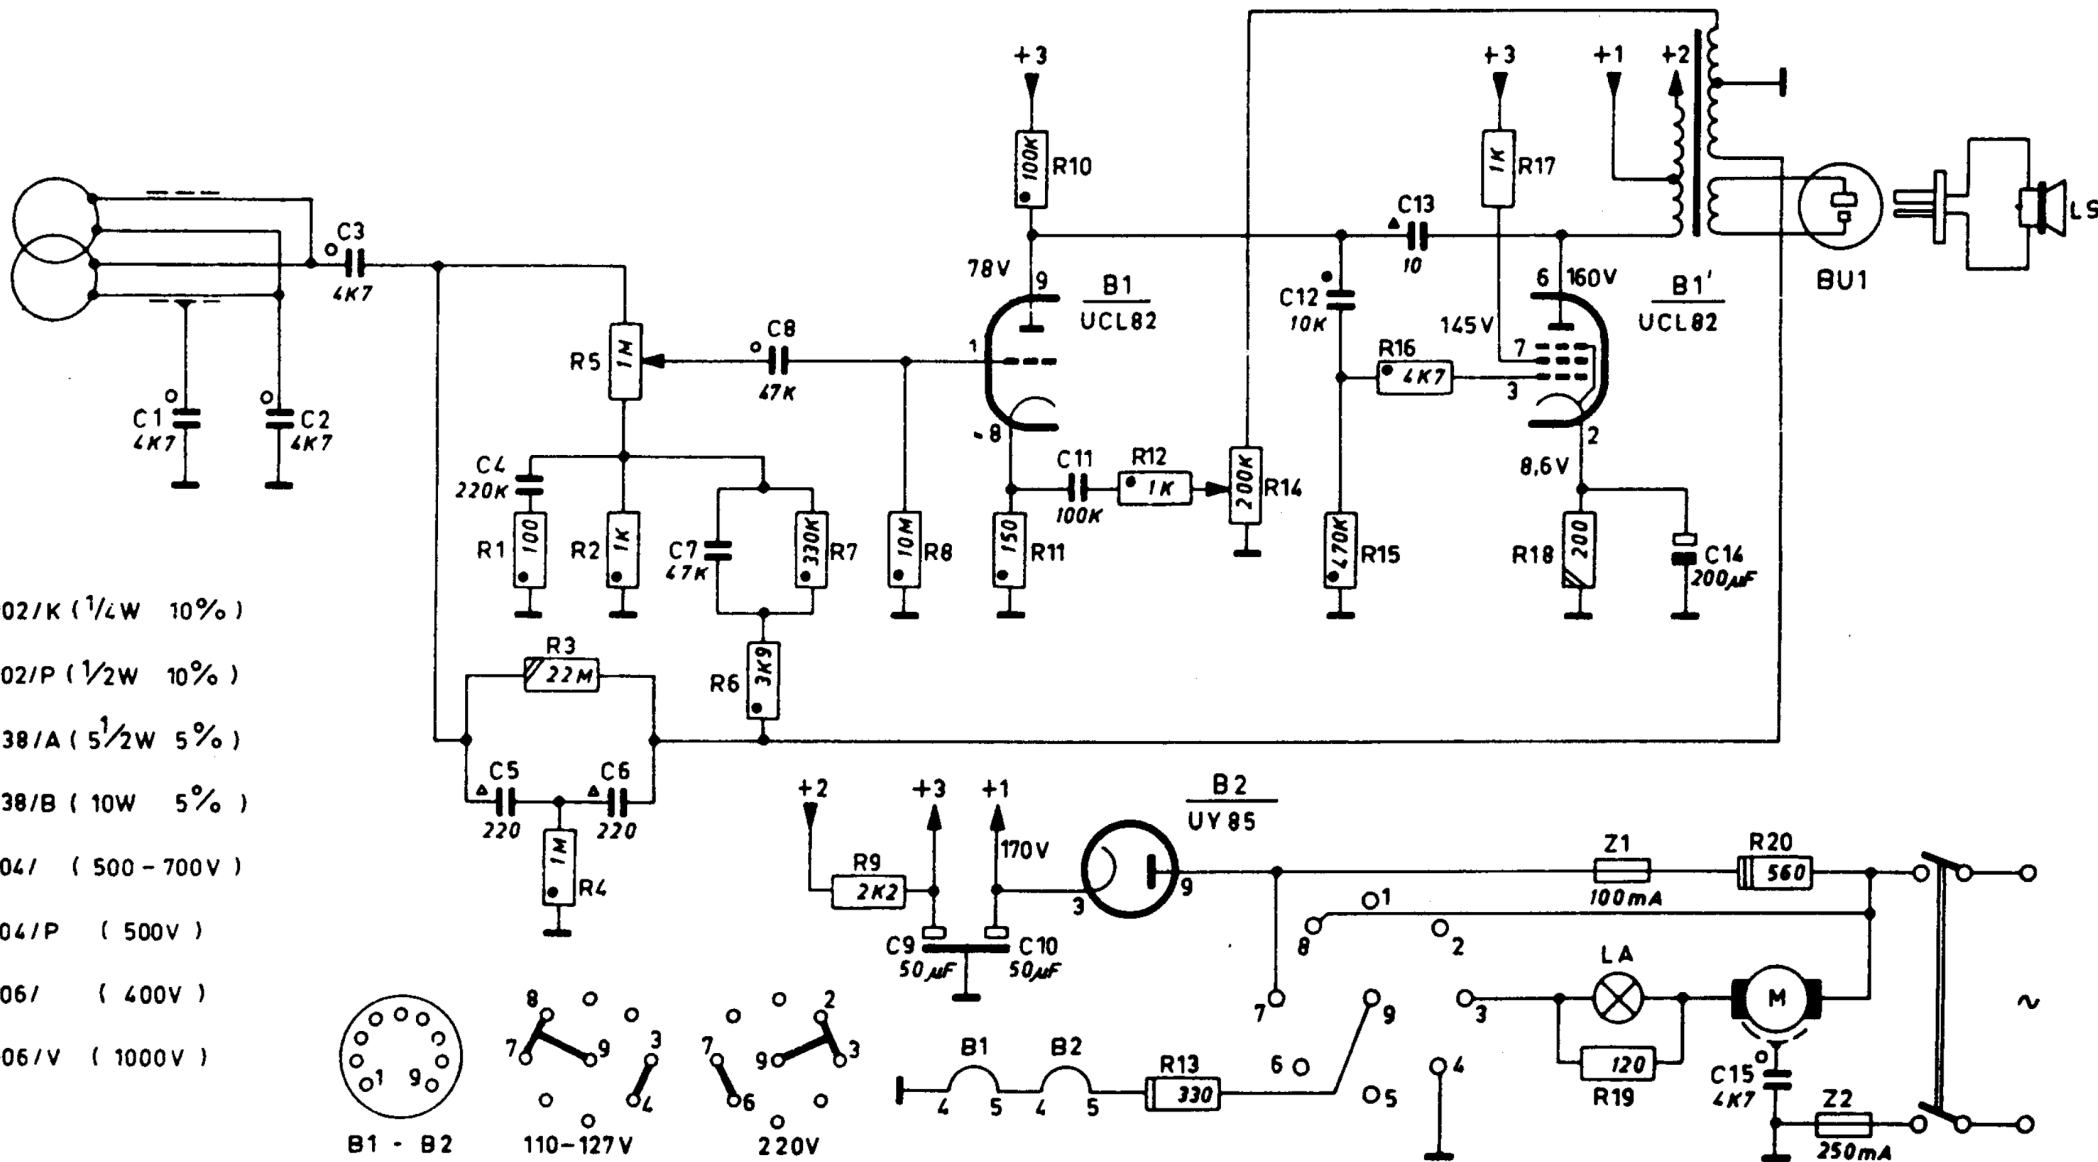 +3
+3
+1
+2
100K
R10
1K
R17
C3
4K7
C13
10
LS
BU1
78V
9
B1
UCL82
C12
10K
6
160V
B1'
UCL82
145V
C8
47K
R5
1M
1
R16
4K7
7
3
C1
4K7
C2
4K7
8
2
8,6V
C4
220K
C11
100K
R12
1K
200K
R14
R1
100
R2
1K
C7
47K
330K
R7
10M
R8
150
R11
470K
R15
R18
200
C14
200µF
02/K (1/4W 10%)
02/P (1/2W 10%)
38/A (5 1/2W 5%)
38/B ( 10W 5% )
04/ ( 500-700V )
04/P ( 500V )
06/ ( 400V )
06/V ( 1000V )
R3
22M
R6
3K9
C5
220
C6
220
1M
R4
+2
+3
+1
170V
R9
2K2
C9
50µF
C10
50µF
B2
UY85
3
9
Z1
100mA
R20
560
1
8
2
LA
M
7
9
3
6
4
5
120
R19
C15
4K7
Z2
250mA
~
B1
B2
4
5
4
5
R13
330
1 9
B1 - B2
8
7
9
3
4
110-127V
2
7
9
3
6
220V